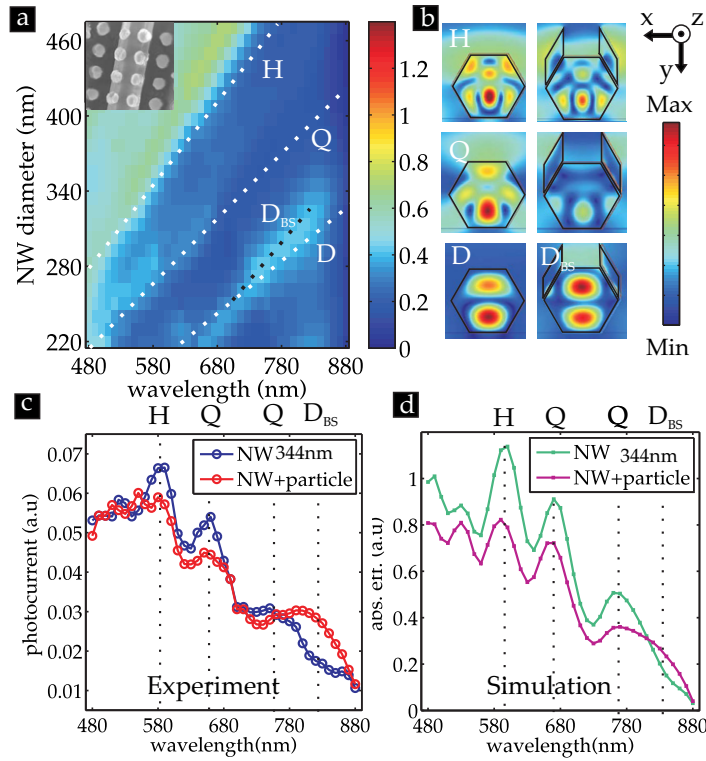 a
475
400
340
280
220
NW diameter (nm)
H
Q
D_BS
D
480
580
680
780
880
wavelength(nm)
1.2
1
0.8
0.6
0.4
0.2
0
b
H
Q
D
D_BS
x
z
y
Max
Min
c
H
Q
Q
D_BS
NW 344nm
NW+particle
0.07
0.06
0.05
0.04
0.03
0.02
0.01
photocurrent (a.u)
Experiment
480
580
680
780
880
wavelength(nm)
d
H
Q
Q
D_BS
NW 344nm
NW+particle
1
0.8
0.6
0.4
0.2
0
abs. err. (a.u)
Simulation
480
580
680
780
880
wavelength(nm)